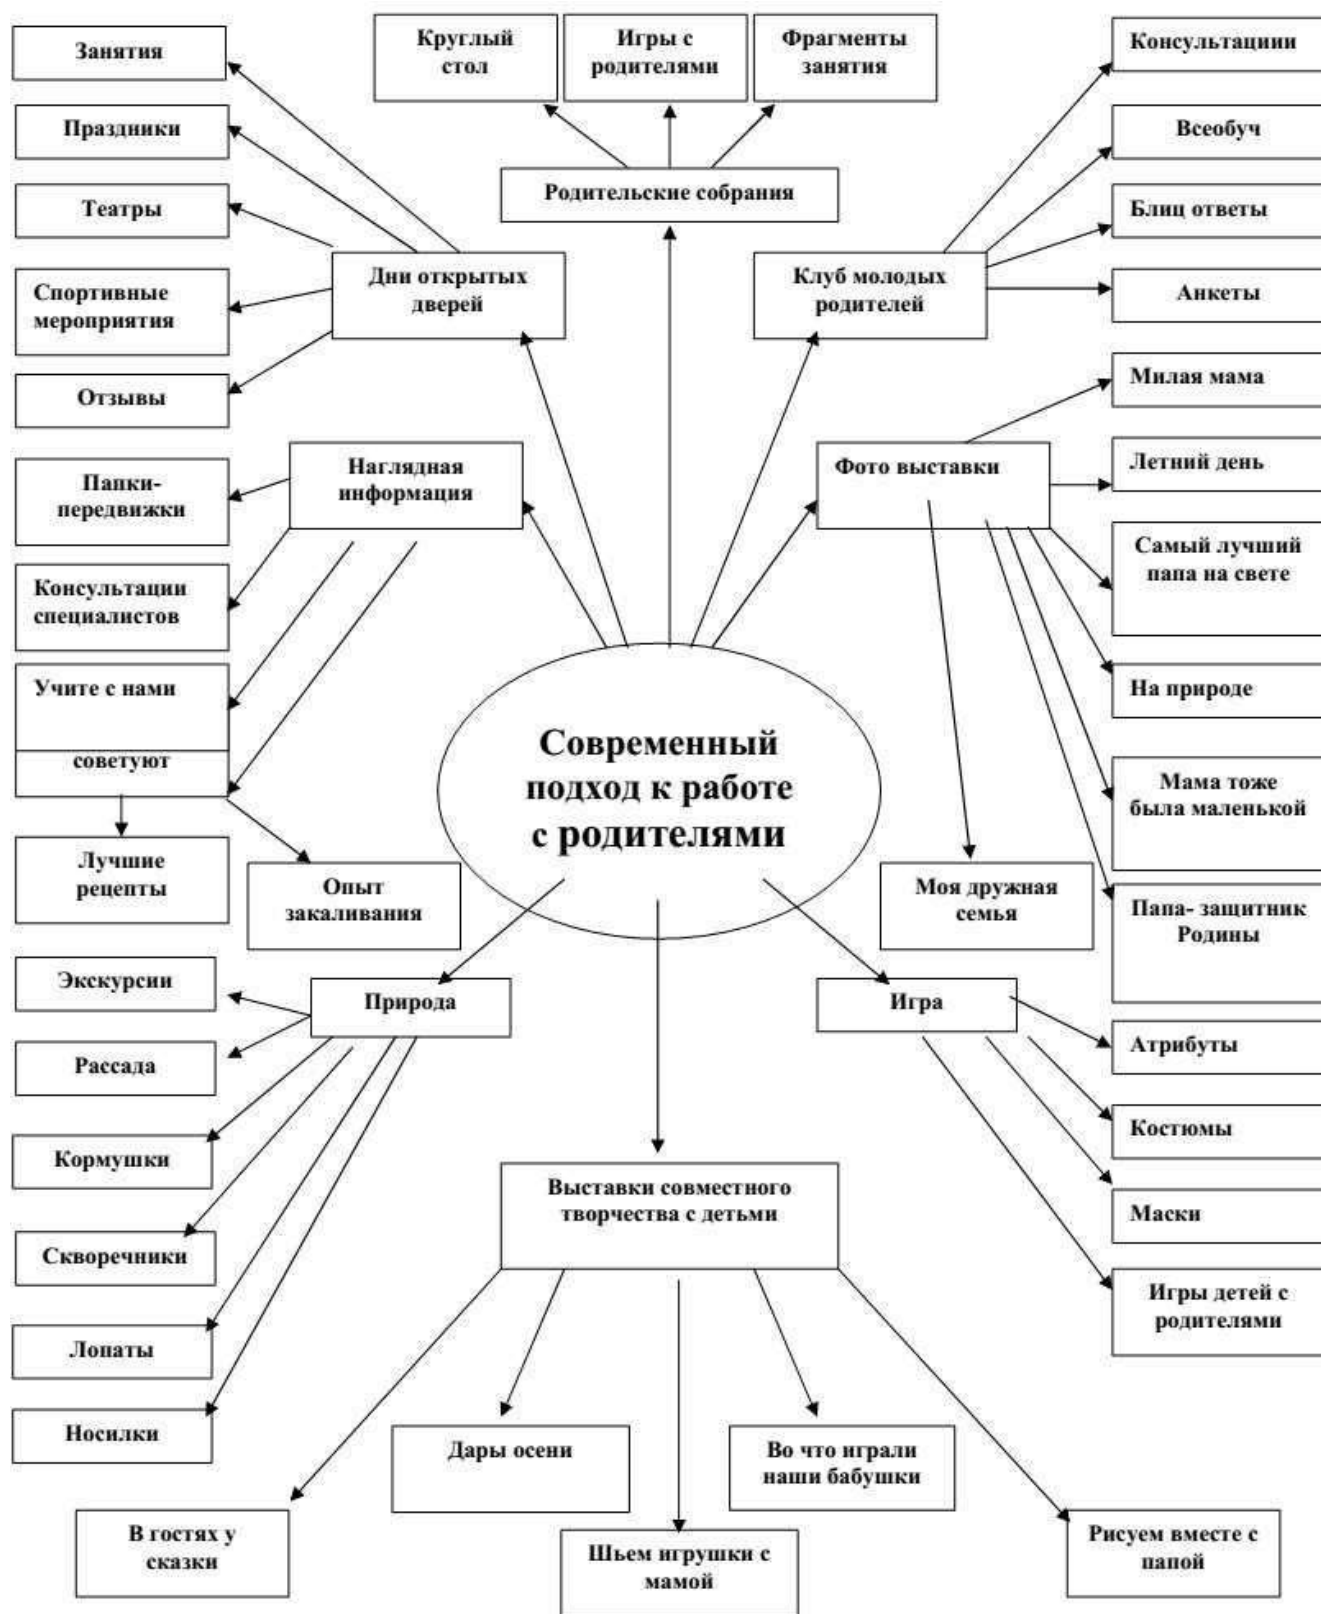 Занятия
Праздники
Театры
Спортивные
мероприятия
Отзывы
Круглый
стол
Игры с
родителями
Фрагменты
занятия
Родительские собрания
Дни открытых
дверей
Клуб молодых
родителей
Консультациии
Всеобуч
Блиц ответы
Анкеты
Наглядная
информация
Папки-
передвижки
Консультации
специалистов
Учите с нами
советуют
Лучшие
рецепты
Опыт
закаливания
Фото выставки
Милая мама
Летний день
Самый лучший
папа на свете
На природе
Мама тоже
была маленькой
Папа- защитник
Родины
Моя дружная
семья
Современный
подход к работе
с родителями
Природа
Экскурсии
Рассада
Кормушки
Скворечники
Лопаты
Носилки
Игра
Атрибуты
Костюмы
Маски
Игры детей с
родителями
Выставки совместного
творчества с детьми
В гостях у
сказки
Дары осени
Шьем игрушки с
мамой
Во что играли
наши бабушки
Рисуем вместе с
папой